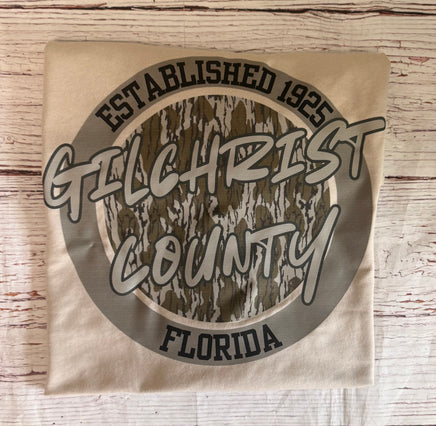 ESTABLISHED 1925
GILCHRIST
COUNTY
FLORIDA